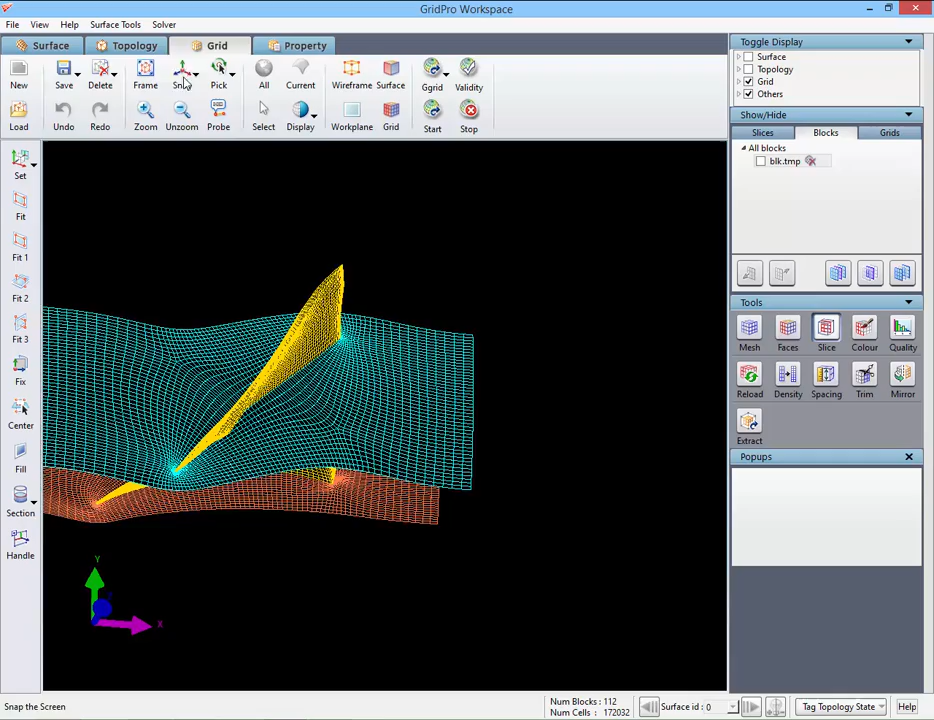 GridPro Workspace
File View Help Surface Tools Solver
Surface Topology Grid Property
New Save Delete Frame Snap Pick All Current Wireframe Surface Ggrid Validity
Load Undo Redo Zoom Unzoom Probe Select Display Workplane Grid Start Stop
Set
Fit
Fit 1
Fit 2
Fit 3
Fix
Center
Fill
Section
Handle
Y
X
Toggle Display
Surface
Topology
Grid
Others
Show/Hide
Slices Blocks Grids
All blocks
blk.tmp
Tools
Mesh Faces Slice Colour Quality
Reload Density Spacing Trim Mirror
Extract
Popups
Snap the Screen
Num Blocks : 112
Num Cells : 172032
Surface id : 0
Tag Topology State
Help